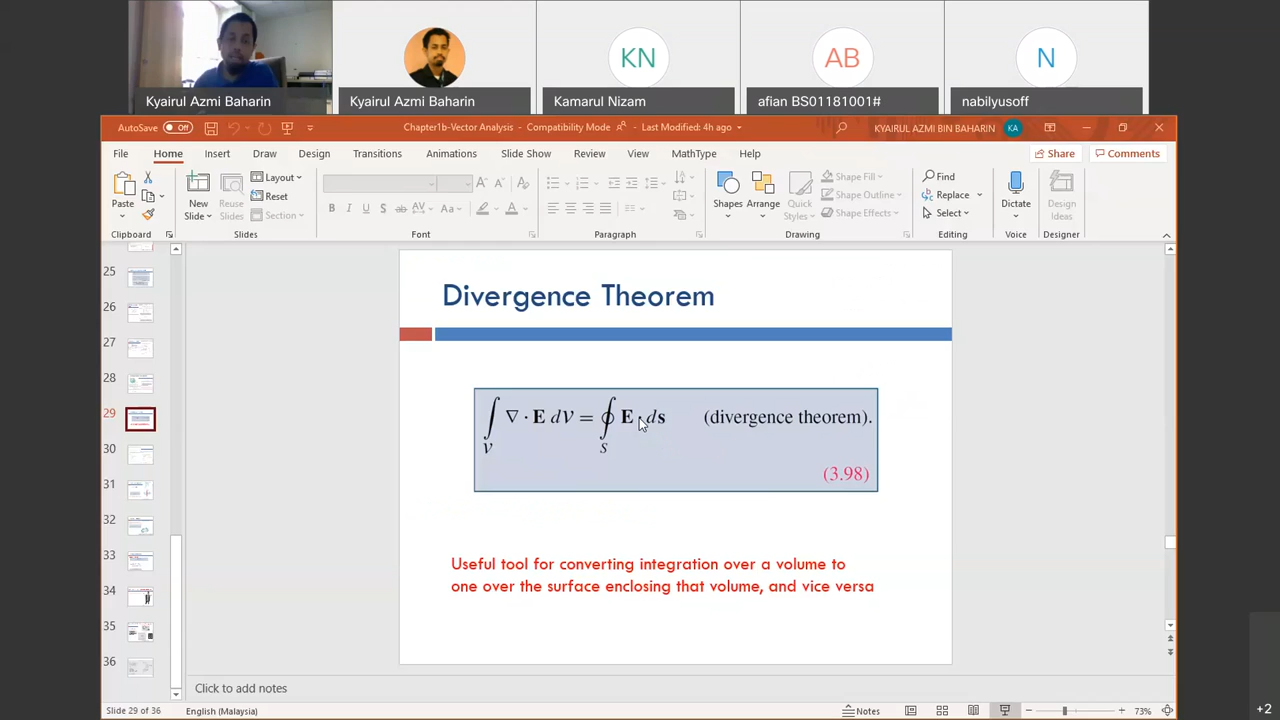 KN
AB
N
Kyairul Azmi Baharin
Kyairul Azmi Baharin
Kamarul Nizam
afian BS01181001#
nabilyusoff
AutoSave Off
Chapter1b-Vector Analysis - Compatibility Mode
Last Modified: 4h ago
KYAIRUL AZMI BIN BAHARIN KA
File Home Insert Draw Design Transitions Animations Slide Show Review View MathType Help
Share
Comments
Paste
New Slide
Reuse Slides
Layout
Reset
Section
B I U S ab AV Aa A
Shapes
Arrange
Quick Styles
Shape Fill
Shape Outline
Shape Effects
Find
Replace
Select
Dictate
Design Ideas
Clipboard Slides Font Paragraph Drawing Editing Voice Designer
25
26
27
28
29
30
31
32
33
34
35
36
Divergence Theorem
∫ ∇ · E dV = ∮ E · ds (divergence theorem).
V S
(3.98)
Useful tool for converting integration over a volume to
one over the surface enclosing that volume, and vice versa
Click to add notes
Slide 29 of 36 English (Malaysia) Notes 73%
+2